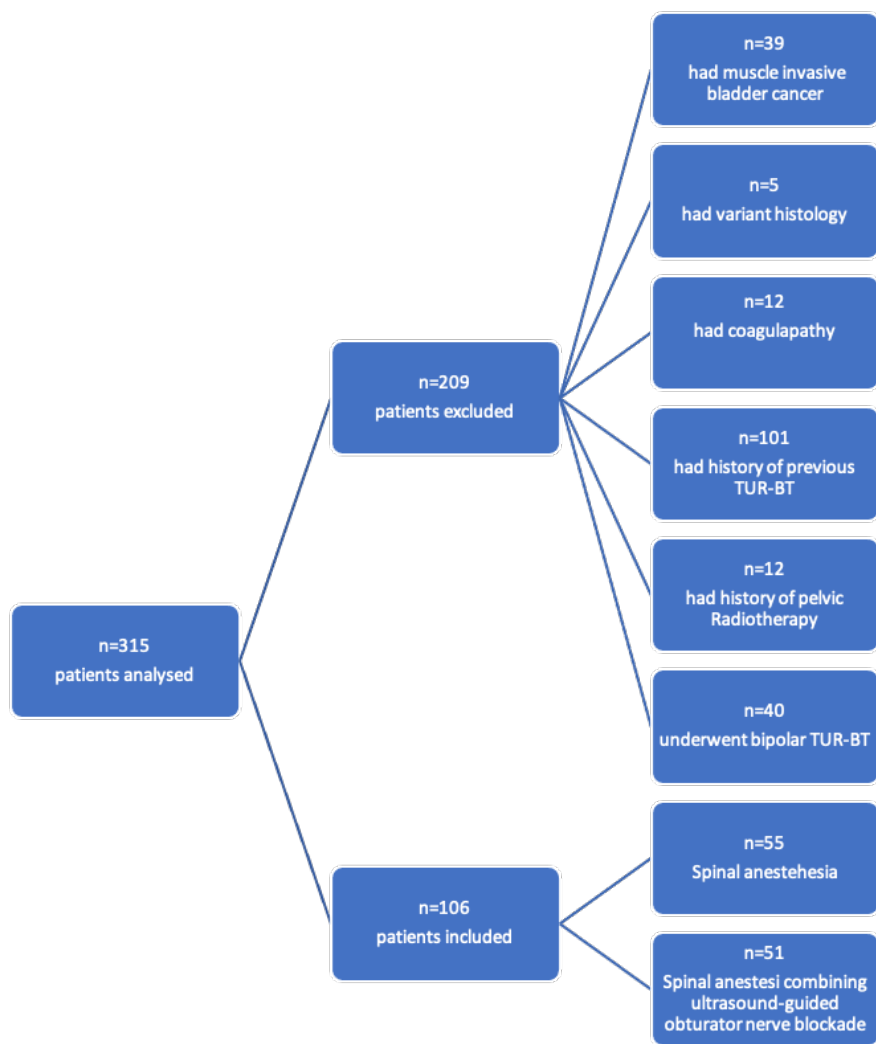 n=39
had muscle invasive
bladder cancer
n=5
had variant histology
n=12
had coagulapathy
n=209
patients excluded
n=101
had history of previous
TUR-BT
n=12
had history of pelvic
Radiotherapy
n=315
patients analysed
n=40
underwent bipolar TUR-BT
n=55
Spinal anestehesia
n=106
patients included
n=51
Spinal anestesi combining
ultrasound-guided
obturator nerve blockade